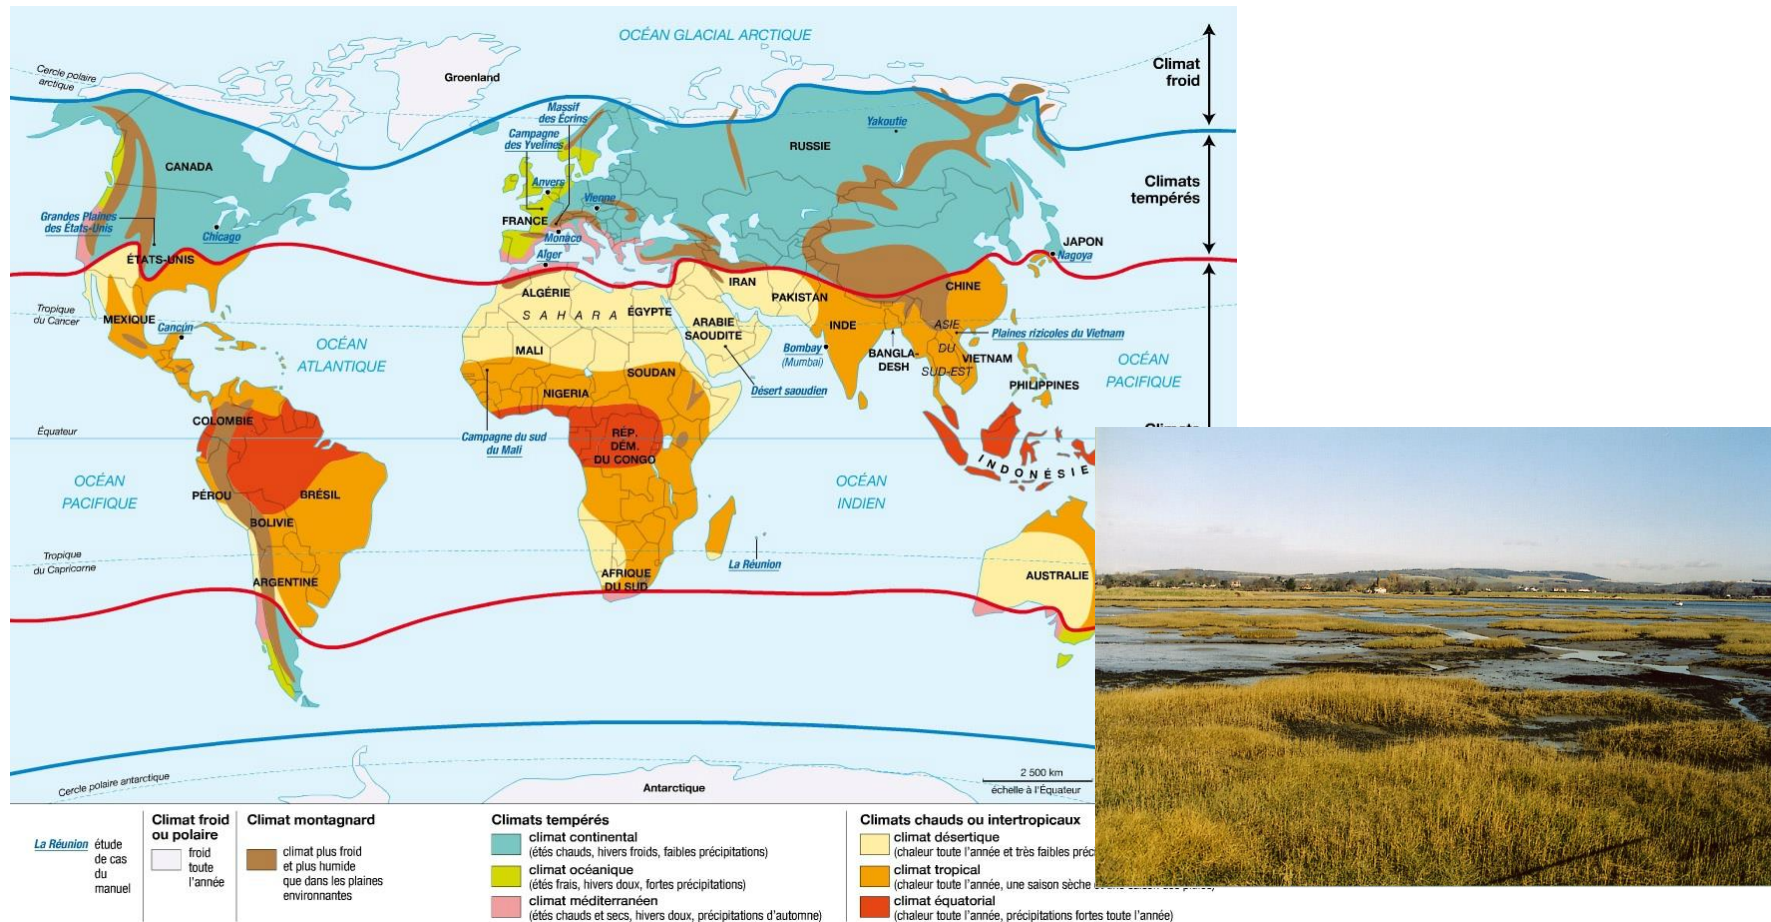 OCÉAN GLACIAL ARCTIQUE
Cercle polaire
arctique
Groenland
Climat
froid
Massif
des Écrins
Campagne
des Yvelines
Yakoutie
RUSSIE
CANADA
Anvers
Vienne
Climats
tempérés
Grandes Plaines
des États-Unis
Chicago
FRANCE
Monaco
JAPON
Nagoya
ÉTATS-UNIS
Alger
ALGÉRIE
IRAN
PAKISTAN
CHINE
Tropique
du Cancer
MEXIQUE
Cancún
SAHARA
ÉGYPTE
ARABIE
SAOUDITE
INDE
ASIE
DU
SUD-EST
Plaines rizicoles du Vietnam
OCÉAN
ATLANTIQUE
MALI
Bombay
(Mumbai)
BANGLA-
DESH
VIETNAM
OCÉAN
PACIFIQUE
SOUDAN
Désert saoudien
PHILIPPINES
NIGERIA
COLOMBIE
Équateur
Campagne du sud
du Mali
RÉP.
DÉM.
DU CONGO
INDONÉSIE
OCÉAN
PACIFIQUE
PÉROU
BRÉSIL
OCÉAN
INDIEN
BOLIVIE
Tropique
du Capricorne
La Réunion
ARGENTINE
AFRIQUE
DU SUD
AUSTRALIE
Cercle polaire antarctique
Antarctique
2 500 km
échelle à l'Équateur
La Réunion étude
de cas
du
manuel
Climat froid
ou polaire
froid
toute
l'année
Climat montagnard
climat plus froid
et plus humide
que dans les plaines
environnantes
Climats tempérés
climat continental
(étés chauds, hivers froids, faibles précipitations)
climat océanique
(étés frais, hivers doux, fortes précipitations)
climat méditerranéen
(étés chauds et secs, hivers doux, précipitations d'automne)
Climats chauds ou intertropicaux
climat désertique
(chaleur toute l'année et très faibles
climat tropical
(chaleur toute l'année, une saison sèche
climat équatorial
(chaleur toute l'année, précipitations fortes toute l'année)